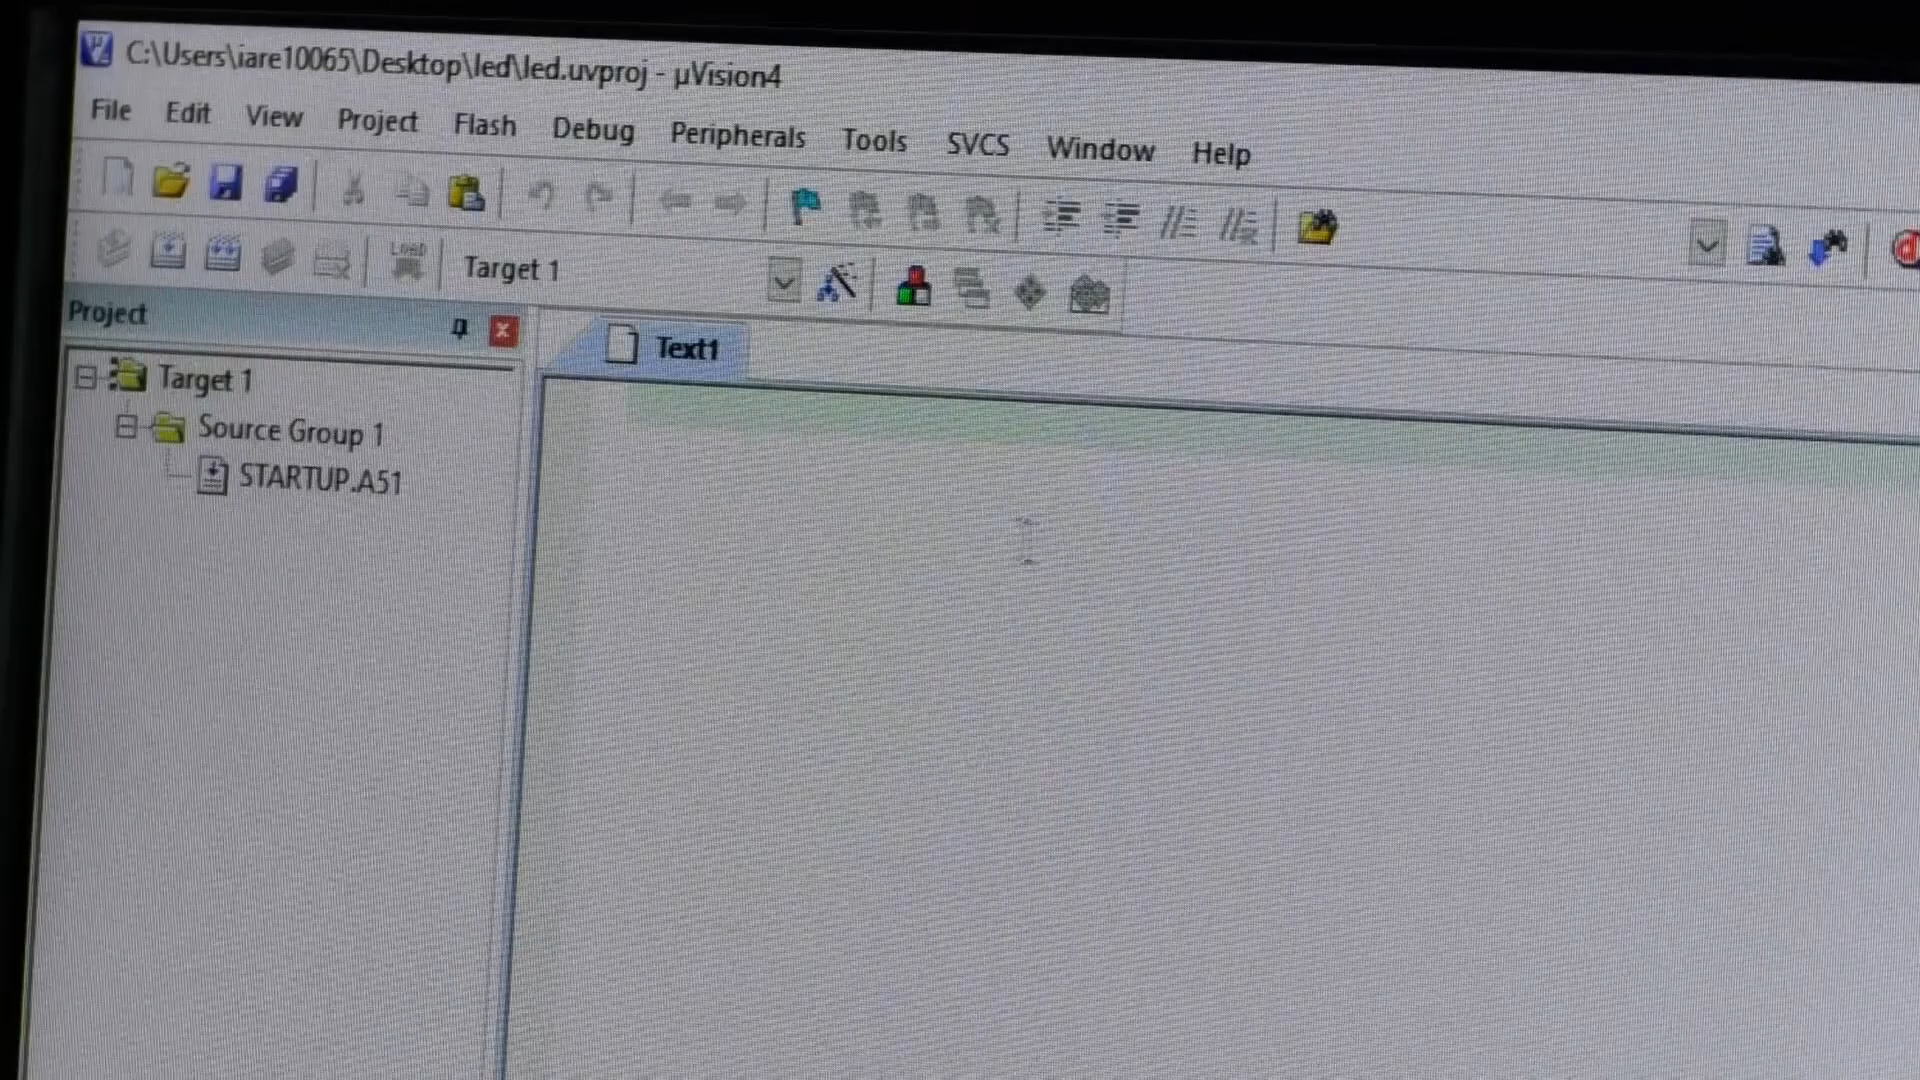 C:\Users\iare10065\Desktop\led\led.uvproj - µVision4
File Edit View Project Flash Debug Peripherals Tools SVCS Window Help
LOAD
Target 1
Project
Text1
Target 1
Source Group 1
STARTUP.A51